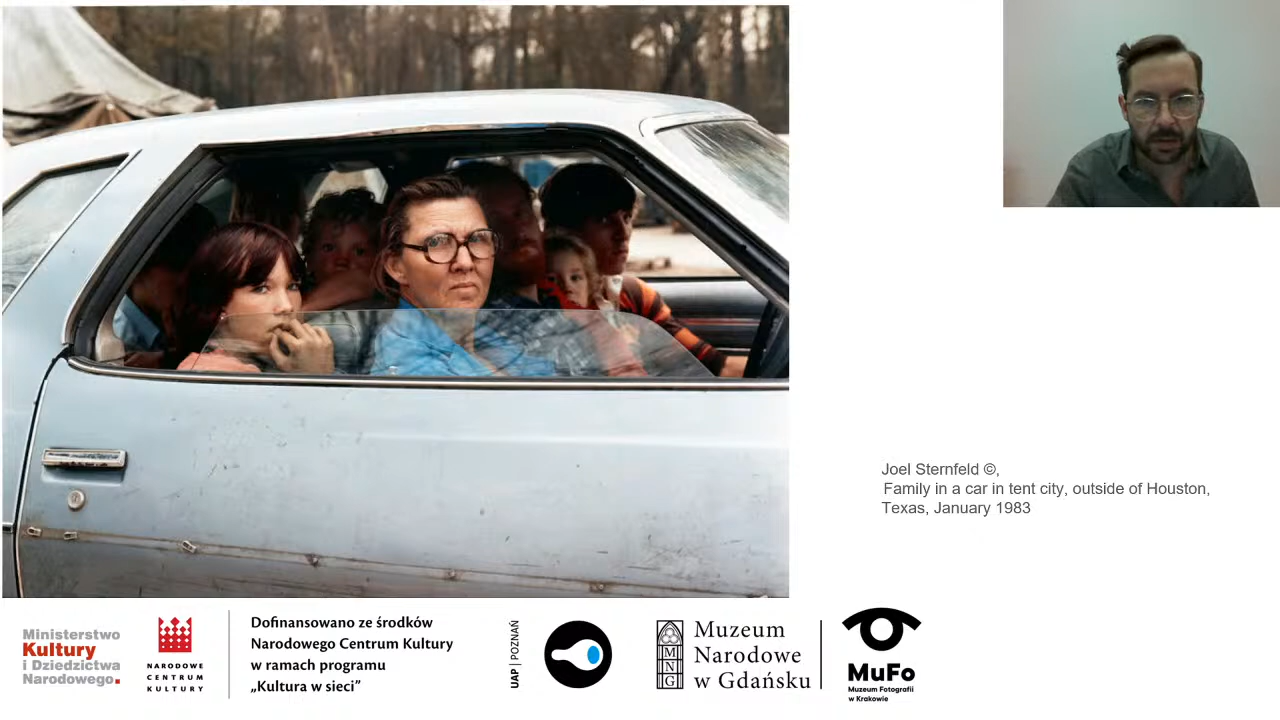 Joel Sternfeld ©,
Family in a car in tent city, outside of Houston,
Texas, January 1983
Ministerstwo
Kultury
i Dziedzictwa
Narodowego.
NARODOWE
CENTRUM
KULTURY
Dofinansowano ze środków
Narodowego Centrum Kultury
w ramach programu
„Kultura w sieci”
UAP | POZNAŃ
M
N
G
Muzeum
Narodowe
w Gdańsku
MuFo
Muzeum Fotografii
w Krakowie